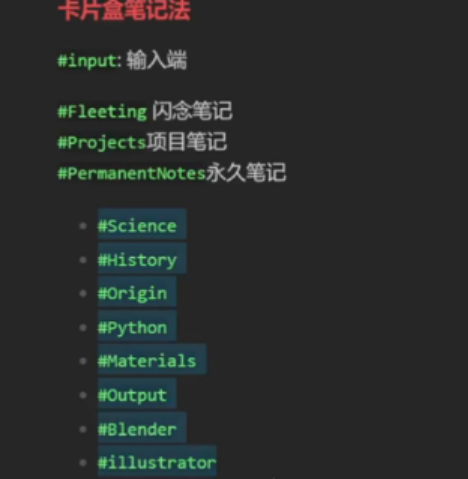 卡片盒笔记法
#input: 输入端
#Fleeting 闪念笔记
#Projects项目笔记
#PermanentNotes永久笔记
#Science
#History
#Origin
#Python
#Materials
#Output
#Blender
#illustrator